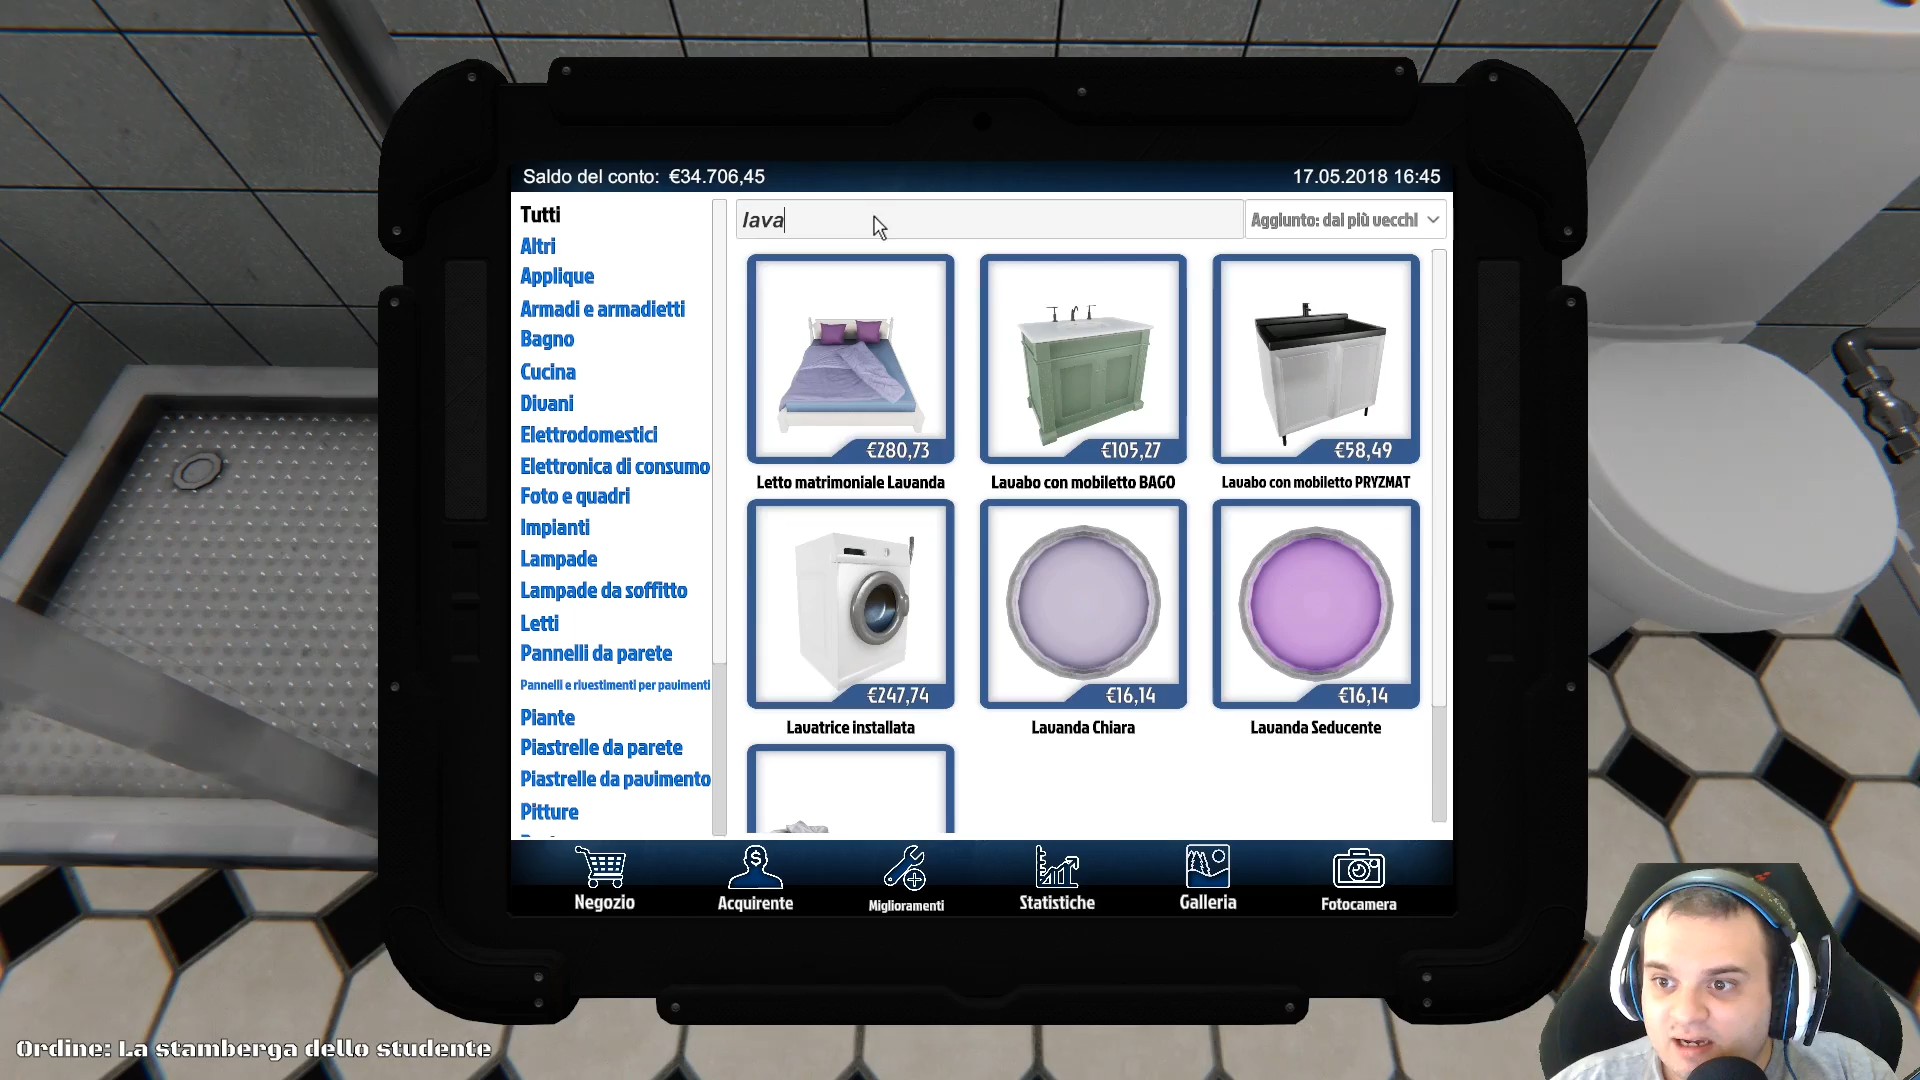 Saldo del conto: €34.706,45
17.05.2018 16:45
Tutti
Altri
Applique
Armadi e armadietti
Bagno
Cucina
Divani
Elettrodomestici
Elettronica di consumo
Foto e quadri
Impianti
Lampade
Lampade da soffitto
Letti
Pannelli da parete
Pannelli e rivestimenti per pavimenti
Piante
Piastrelle da parete
Piastrelle da pavimento
Pitture
lava
Aggiunto: dai più vecchi
€280,73
€105,27
€58,49
Letto matrimoniale Lavanda
Lavabo con mobiletto BAGO
Lavabo con mobiletto PRYZMAT
€247,74
€16,14
€16,14
Lavatrice installata
Lavanda Chiara
Lavanda Seducente
Negozio
Acquirente
Miglioramenti
Statistiche
Galleria
Fotocamera
Ordine: La stamberga dello studente